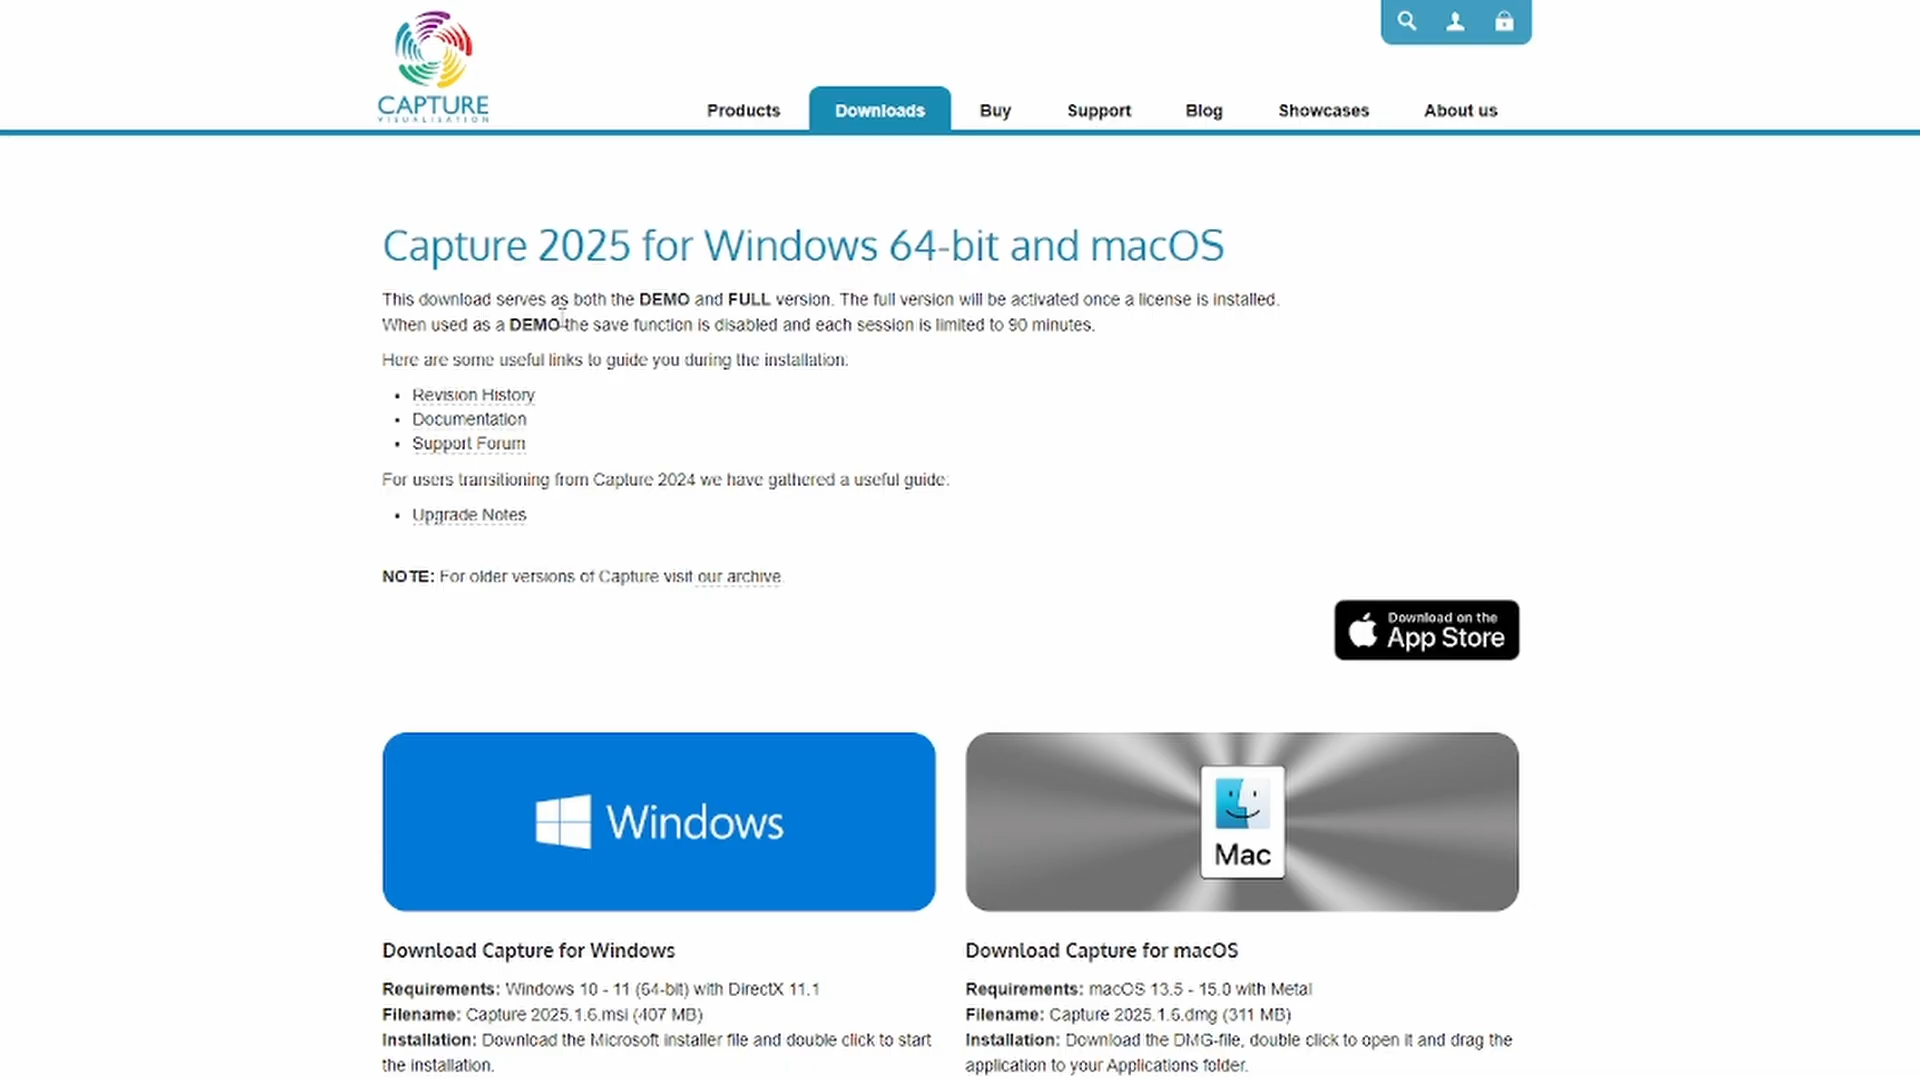 CAPTURE
VISUALISATION
Products
Downloads
Buy
Support
Blog
Showcases
About us
Capture 2025 for Windows 64-bit and macOS
This download serves as both the DEMO and FULL version. The full version will be activated once a license is installed.
When used as a DEMO the save function is disabled and each session is limited to 90 minutes.
Here are some useful links to guide you during the installation:
• Revision History
• Documentation
• Support Forum
For users transitioning from Capture 2024 we have gathered a useful guide:
• Upgrade Notes
NOTE: For older versions of Capture visit our archive.
Download on the
App Store
Windows
Mac
Download Capture for Windows
Requirements: Windows 10 - 11 (64-bit) with DirectX 11.1
Filename: Capture 2025.1.6.msi (407 MB)
Installation: Download the Microsoft installer file and double click to start
the installation.
Download Capture for macOS
Requirements: macOS 13.5 - 15.0 with Metal
Filename: Capture 2025.1.6.dmg (311 MB)
Installation: Download the DMG-file, double click to open it and drag the
application to your Applications folder.